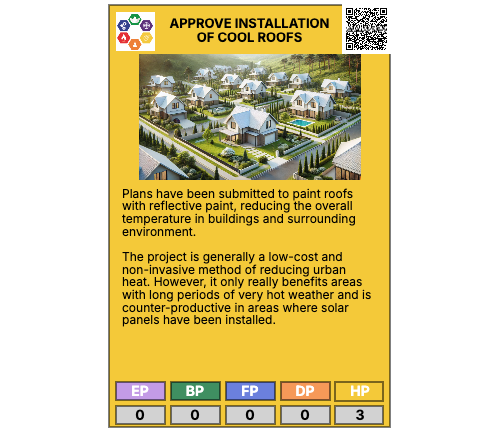 APPROVE INSTALLATION
OF COOL ROOFS
Plans have been submitted to paint roofs
with reflective paint, reducing the overall
temperature in buildings and surrounding
environment.
The project is generally a low-cost and
non-invasive method of reducing urban
heat. However, it only really benefits areas
with long periods of very hot weather and is
counter-productive in areas where solar
panels have been installed.
EP BP FP DP HP
0 0 0 0 3